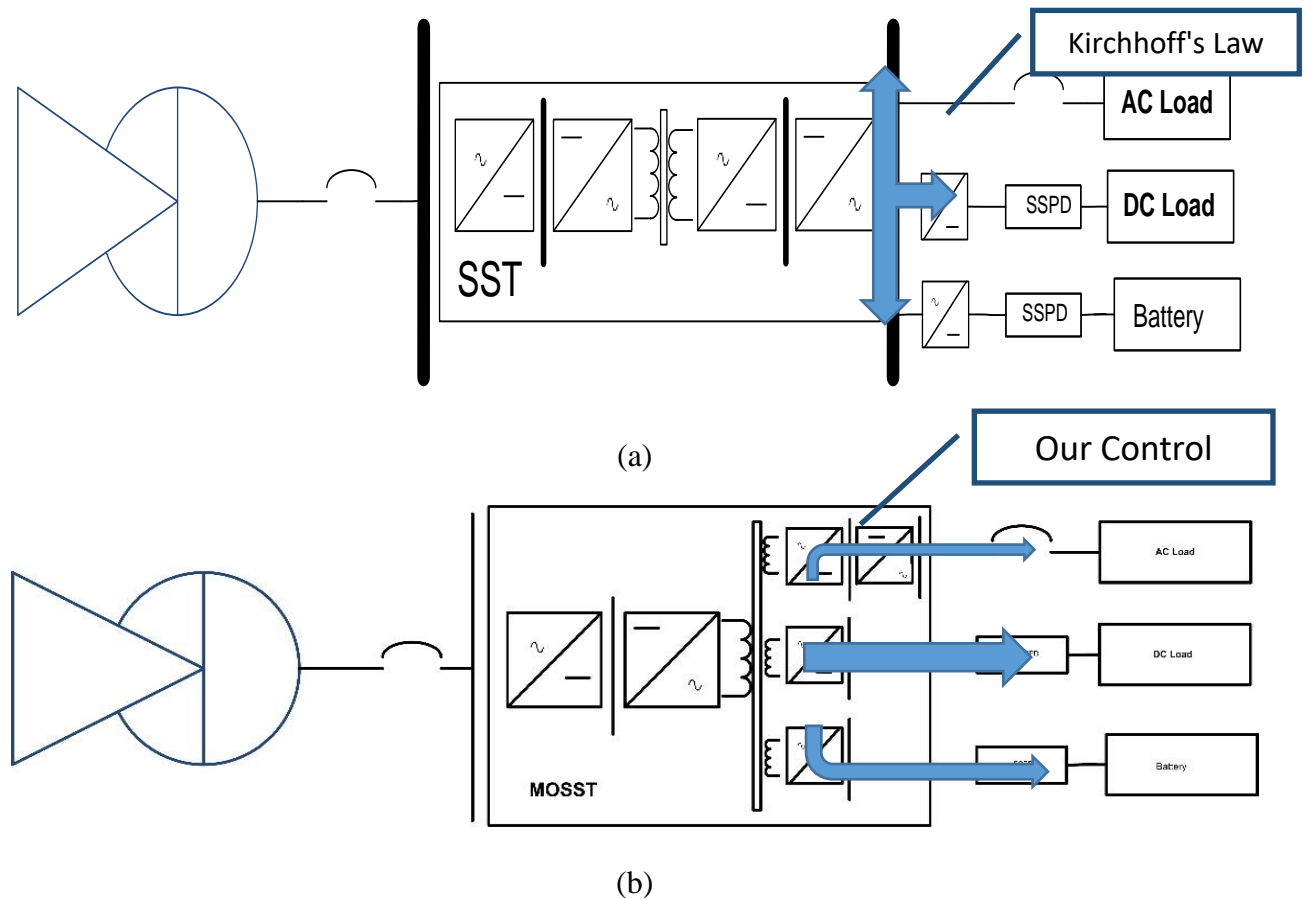 Kirchhoff's Law
AC Load
SSPD
DC Load
SST
SSPD
Battery
(a)
Our Control
AC Load
DC Load
MOSST
Battery
(b)